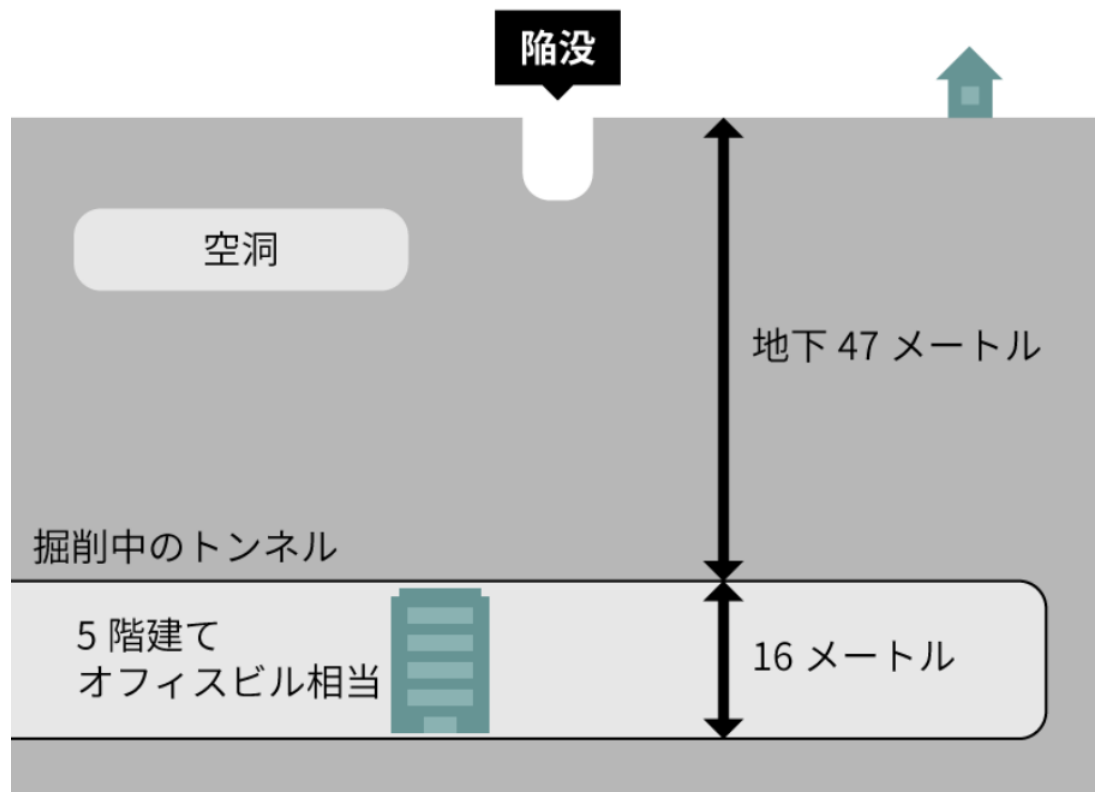 陥没
空洞
地下 47 メートル
掘削中のトンネル
5 階建て
オフィスビル相当
16 メートル